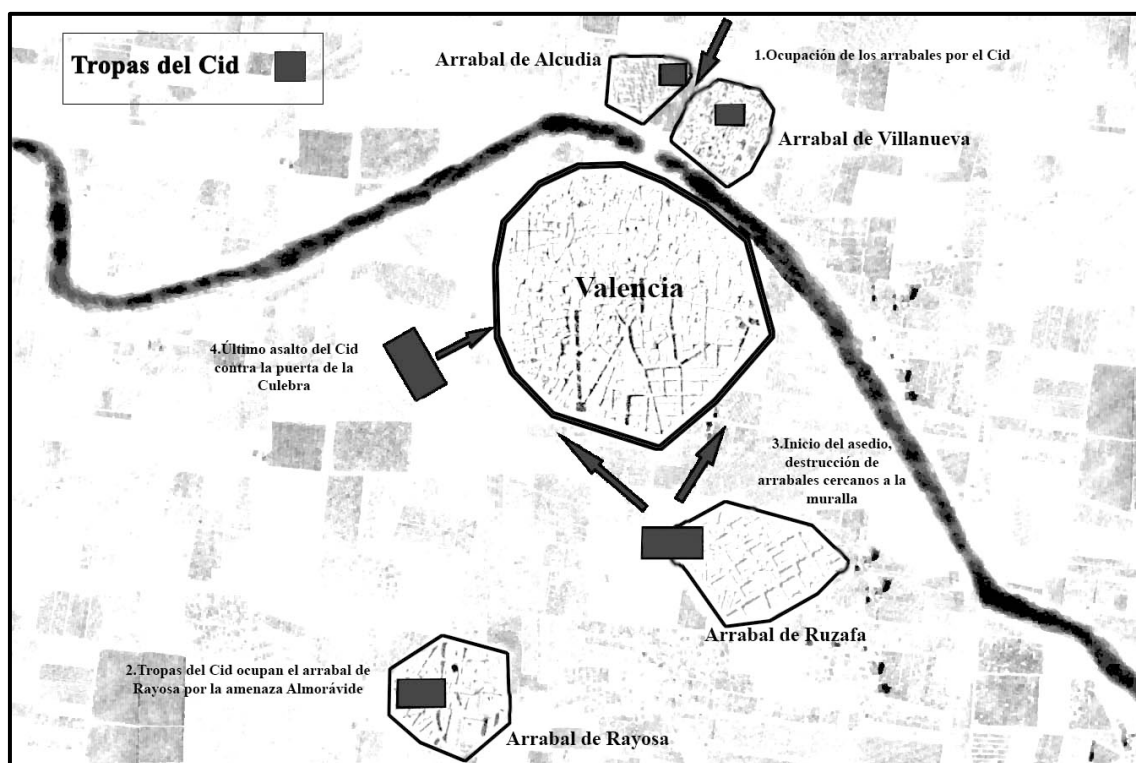 Tropas del Cid
Arrabal de Alcudia
1.Ocupación de los arrabales por el Cid
Arrabal de Villanueva
Valencia
4.Último asalto del Cid
contra la puerta de la
Culebra
3.Inicio del asedio,
destrucción de
arrabales cercanos a la
muralla
Arrabal de Ruzafa
2.Tropas del Cid ocupan el arrabal de
Rayosa por la amenaza Almorávide
Arrabal de Rayosa